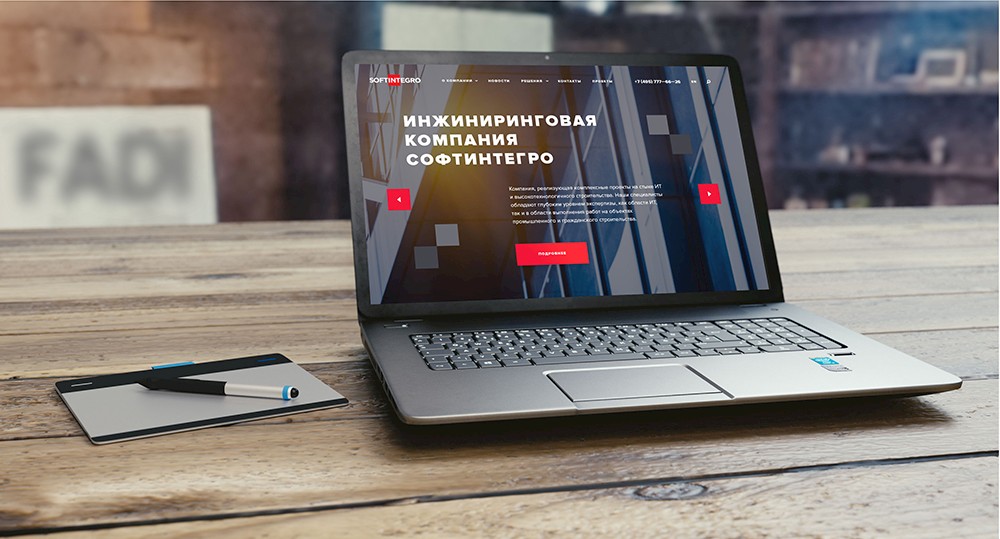 FAD
SOFTINTEGRO
О КОМПАНИИ НОВОСТИ РЕШЕНИЯ КОНТАКТЫ ПРОЕКТЫ +7 (495) 777—66—26 EN
ИНЖИНИРИНГОВАЯ
КОМПАНИЯ
СОФТИНТЕГРО
Компания, реализующая комплексные проекты на стыке ИТ
и высокотехнологичного строительства. Наши специалисты
обладают глубоким уровнем экспертизы, как области ИТ,
так и в области выполнения работ на объектах
промышленного и гражданского строительства.
ПОДРОБНЕЕ